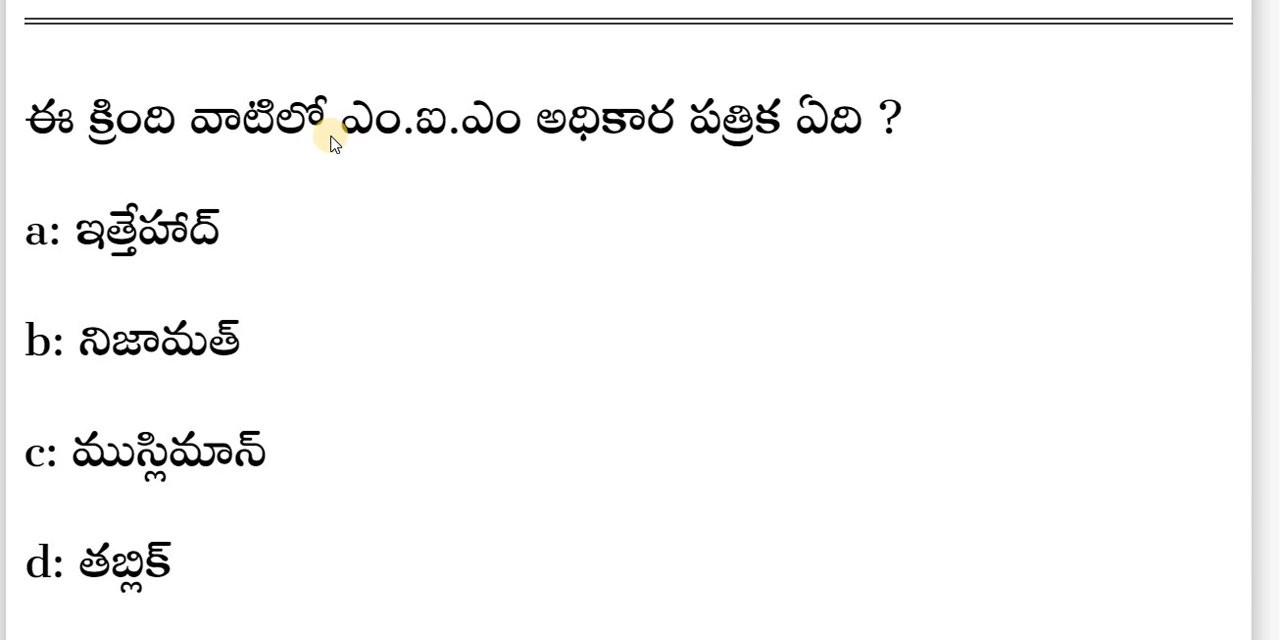 ఈ క్రింది వాటిలో ఎం.ఐ.ఎం అధికార పత్రిక ఏది ?
a: ఇత్తేహాద్
b: నిజామత్
c: ముస్లిమాన్
d: తబ్లిక్